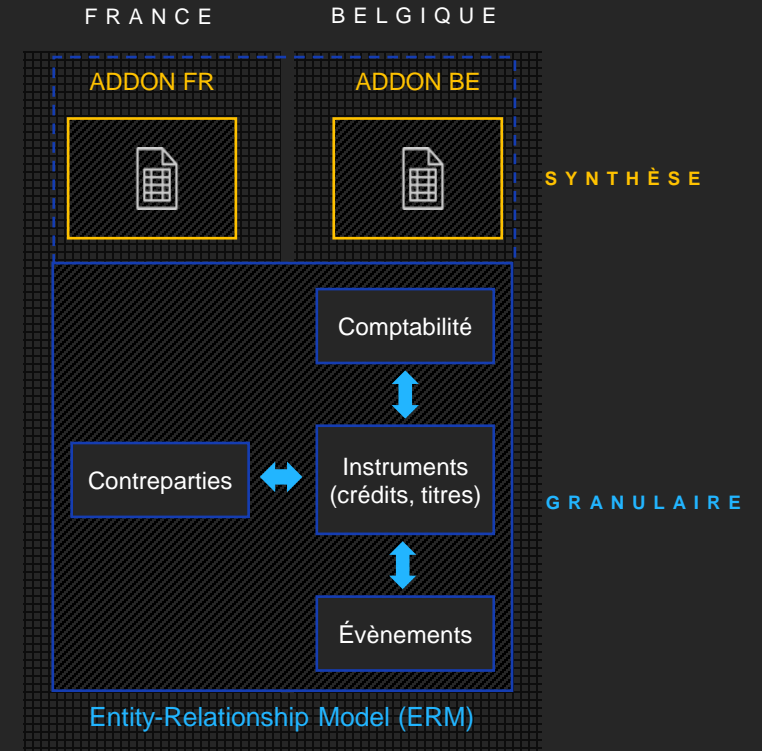 FRANCE
BELGIQUE
ADDON FR
ADDON BE
SYNTHÈSE
Comptabilité
Contreparties
Instruments
(crédits, titres)
GRANULAIRE
Évènements
Entity-Relationship Model (ERM)